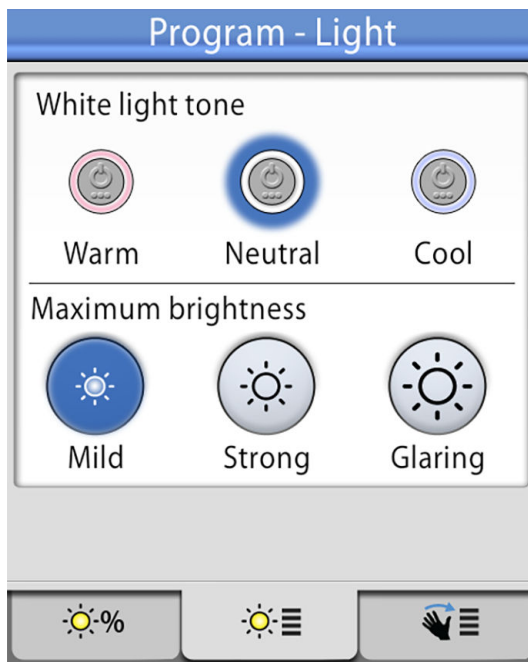 Program - Light
White light tone
Warm Neutral Cool
Maximum brightness
Mild Strong Glaring
%